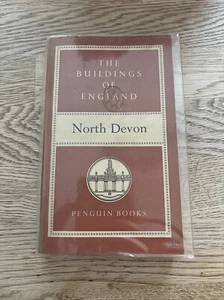 THE
BUILDINGS
OF
ENGLAND
North Devon
PENGUIN BOOKS